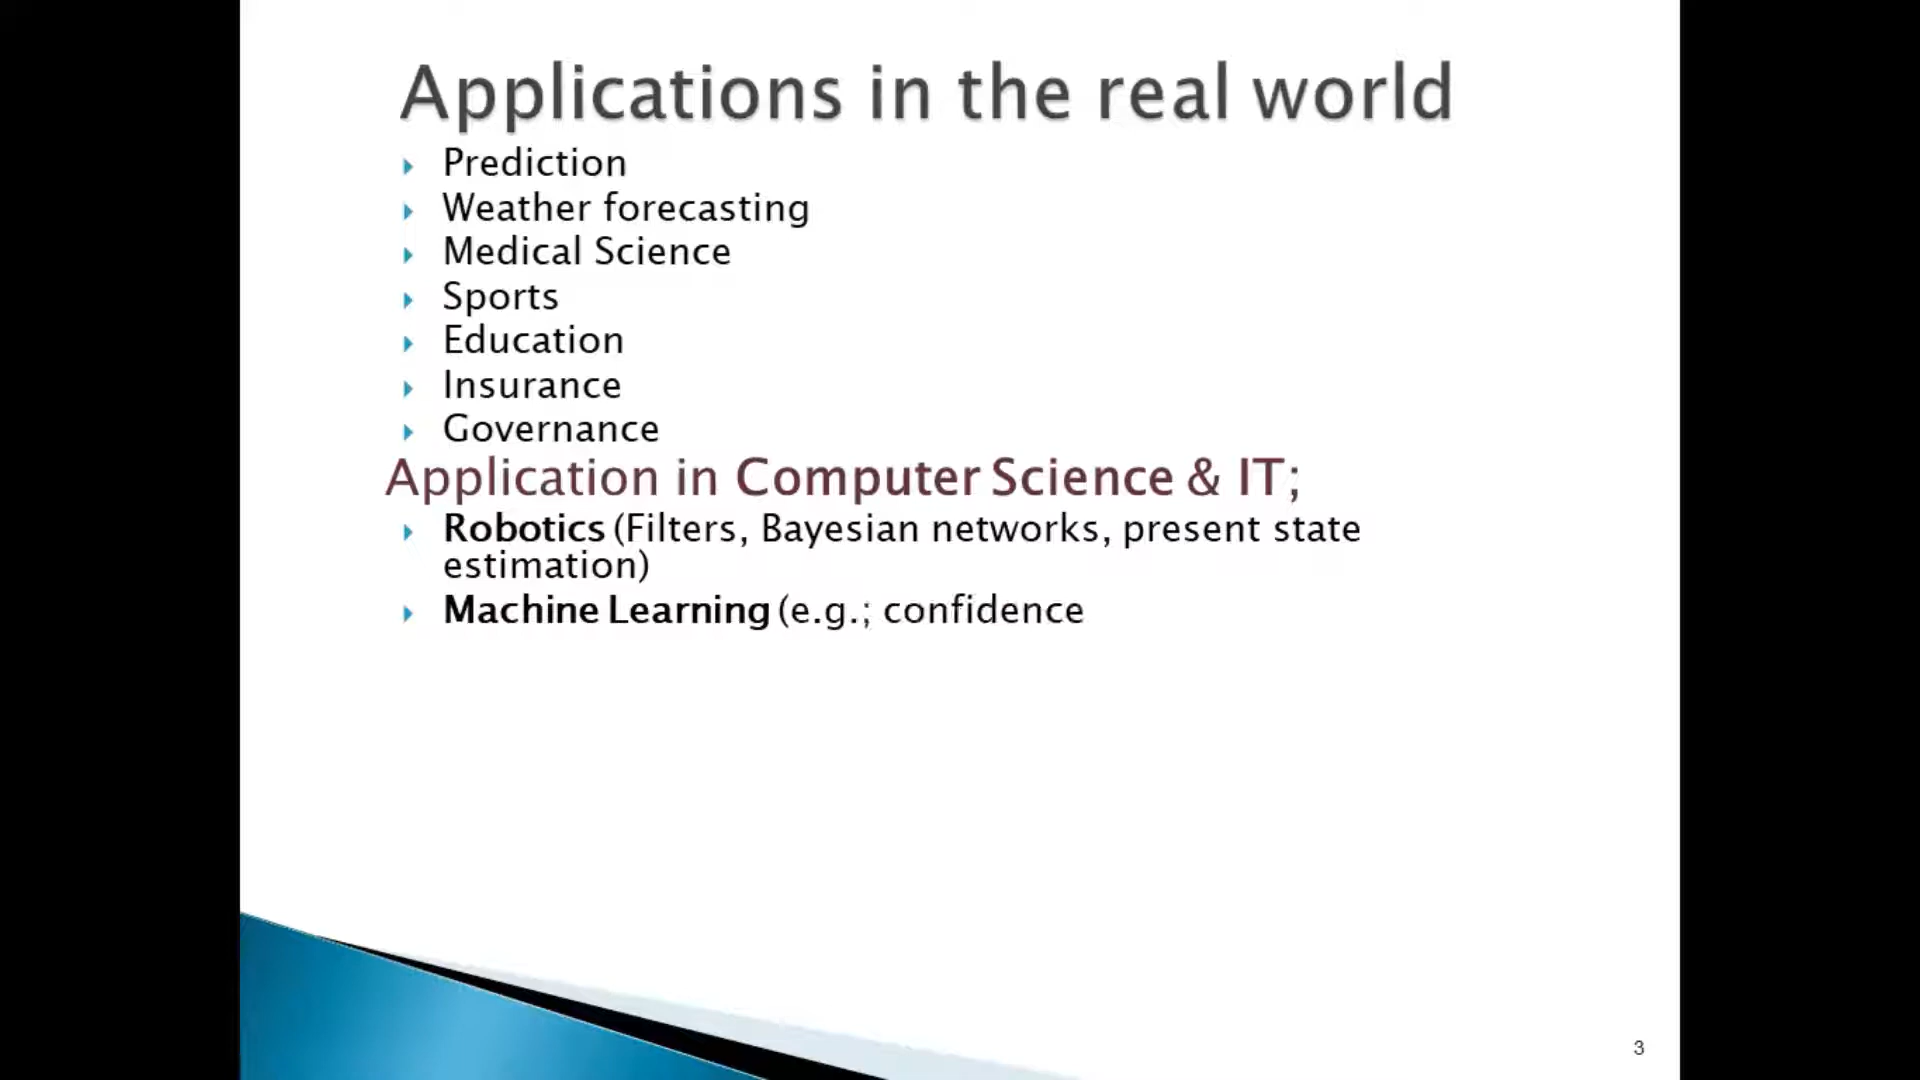 Applications in the real world
Prediction
Weather forecasting
Medical Science
Sports
Education
Insurance
Governance
Application in Computer Science & IT;
Robotics (Filters, Bayesian networks, present state
estimation)
Machine Learning (e.g.; confidence
3